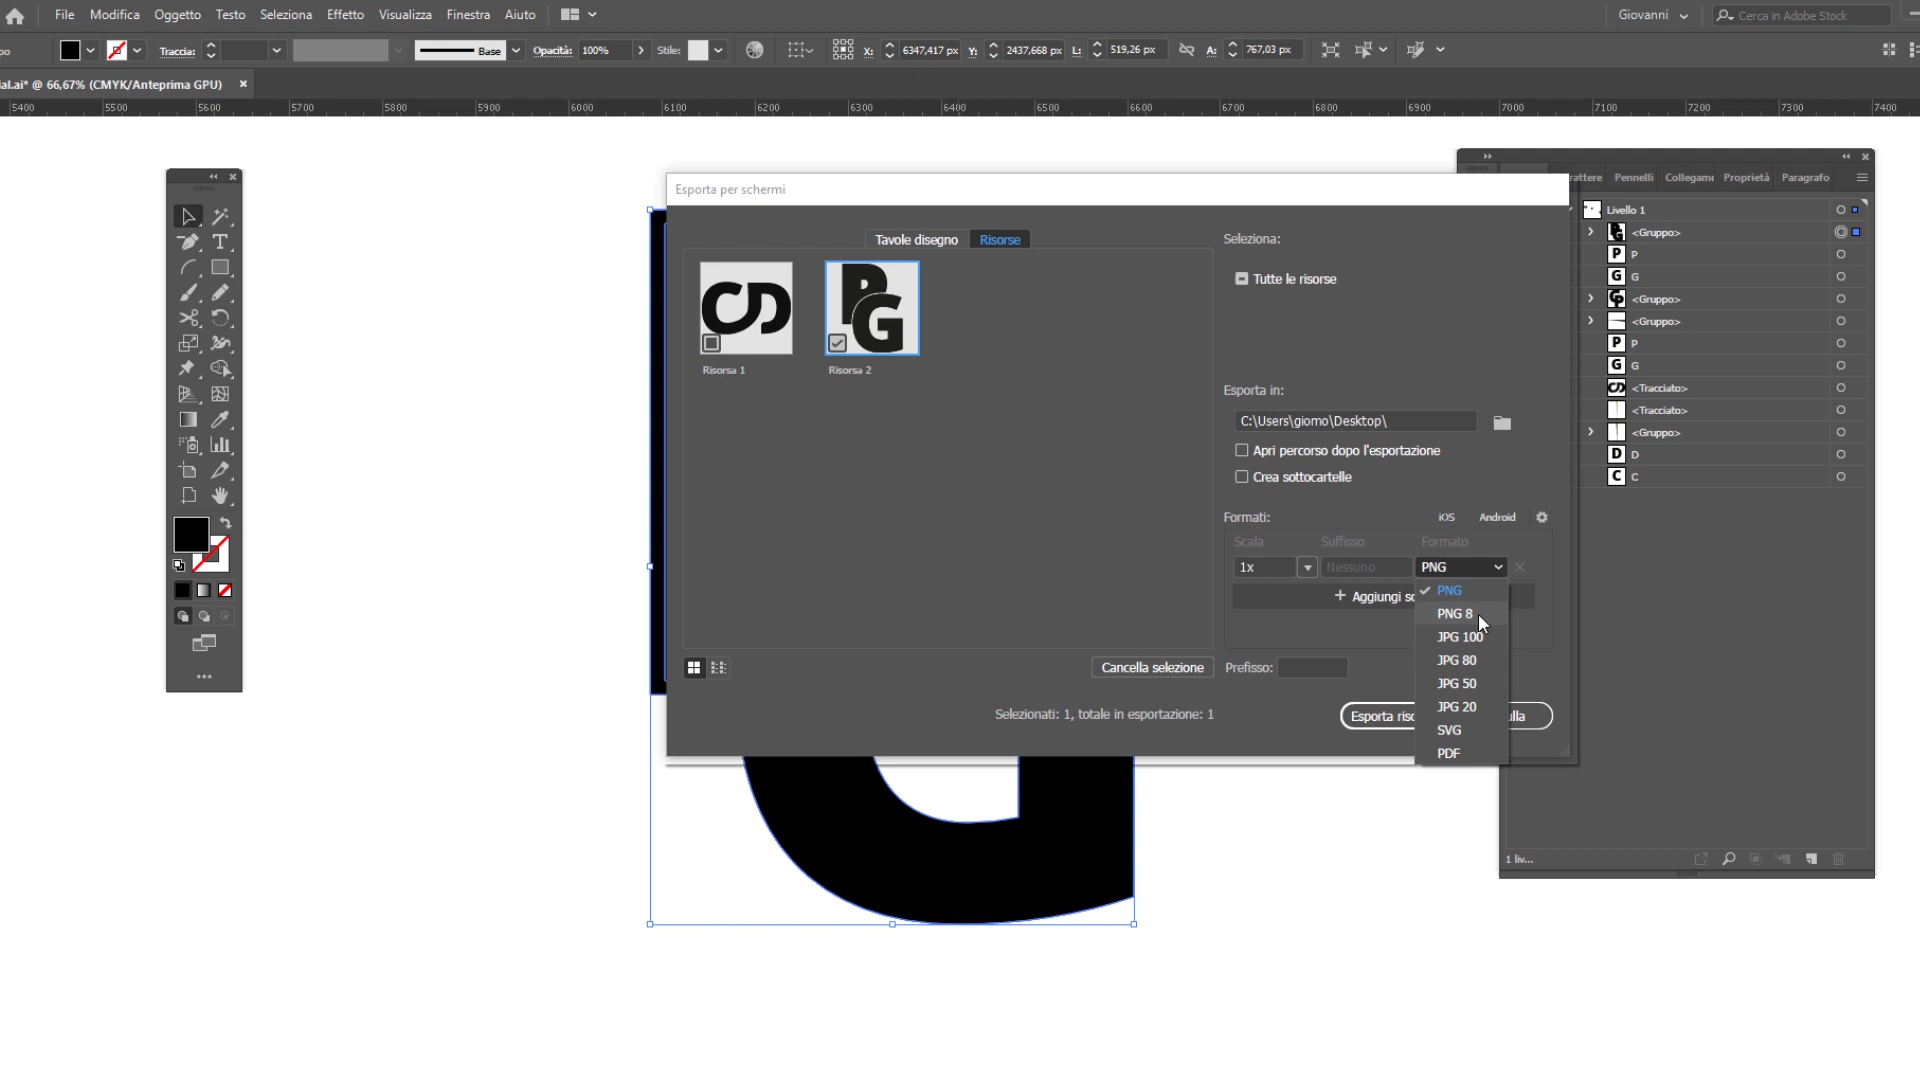 File Modifica Oggetto Testo Seleziona Effetto Visualizza Finestra Aiuto Giovanni Cerca in Adobe Stock
po Traccia: Base Opacità: 100% Stile: X: 6347,417 px Y: 2437,668 px L: 519,26 px A: 767,03 px
ial.ai* @ 66,67% (CMYK/Anteprima GPU)
5400 5500 5600 5700 5800 5900 6000 6100 6200 6300 6400 6500 6600 6700 6800 6900 7000 7100 7200 7300 7400
Esporta per schermi
Tavole disegno Risorse
Risorsa 1 Risorsa 2
Seleziona:
Tutte le risorse
Esporta in:
C:\Users\giomo\Desktop\
Apri percorso dopo l'esportazione
Crea sottocartelle
Formati: iOS Android
Scala Suffisso Formato
1x Nessuno PNG
Aggiungi sc
PNG
PNG 8
JPG 100
JPG 80
JPG 50
JPG 20
SVG
PDF
Cancella selezione Prefisso:
Selezionati: 1, totale in esportazione: 1
Esporta riso ulla
rattere Pennelli Collegame Proprietà Paragrafo
Livello 1
<Gruppo>
P P
G G
<Gruppo>
<Gruppo>
P P
G G
<Tracciato>
<Tracciato>
<Gruppo>
D D
C C
1 liv...